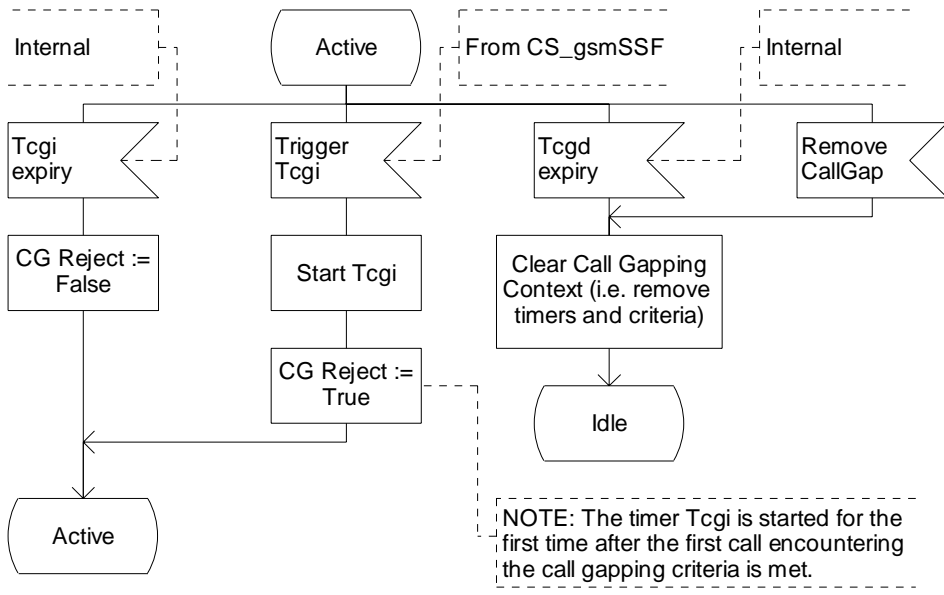 Internal
Active
From CS_gsmSSF
Internal
Tcgi
expiry
Trigger
Tcgi
Tcgd
expiry
Remove
CallGap
CG Reject :=
False
Start Tcgi
Clear Call Gapping
Context (i.e. remove
timers and criteria)
CG Reject :=
True
Idle
Active
NOTE: The timer Tcgi is started for the
first time after the first call encountering
the call gapping criteria is met.